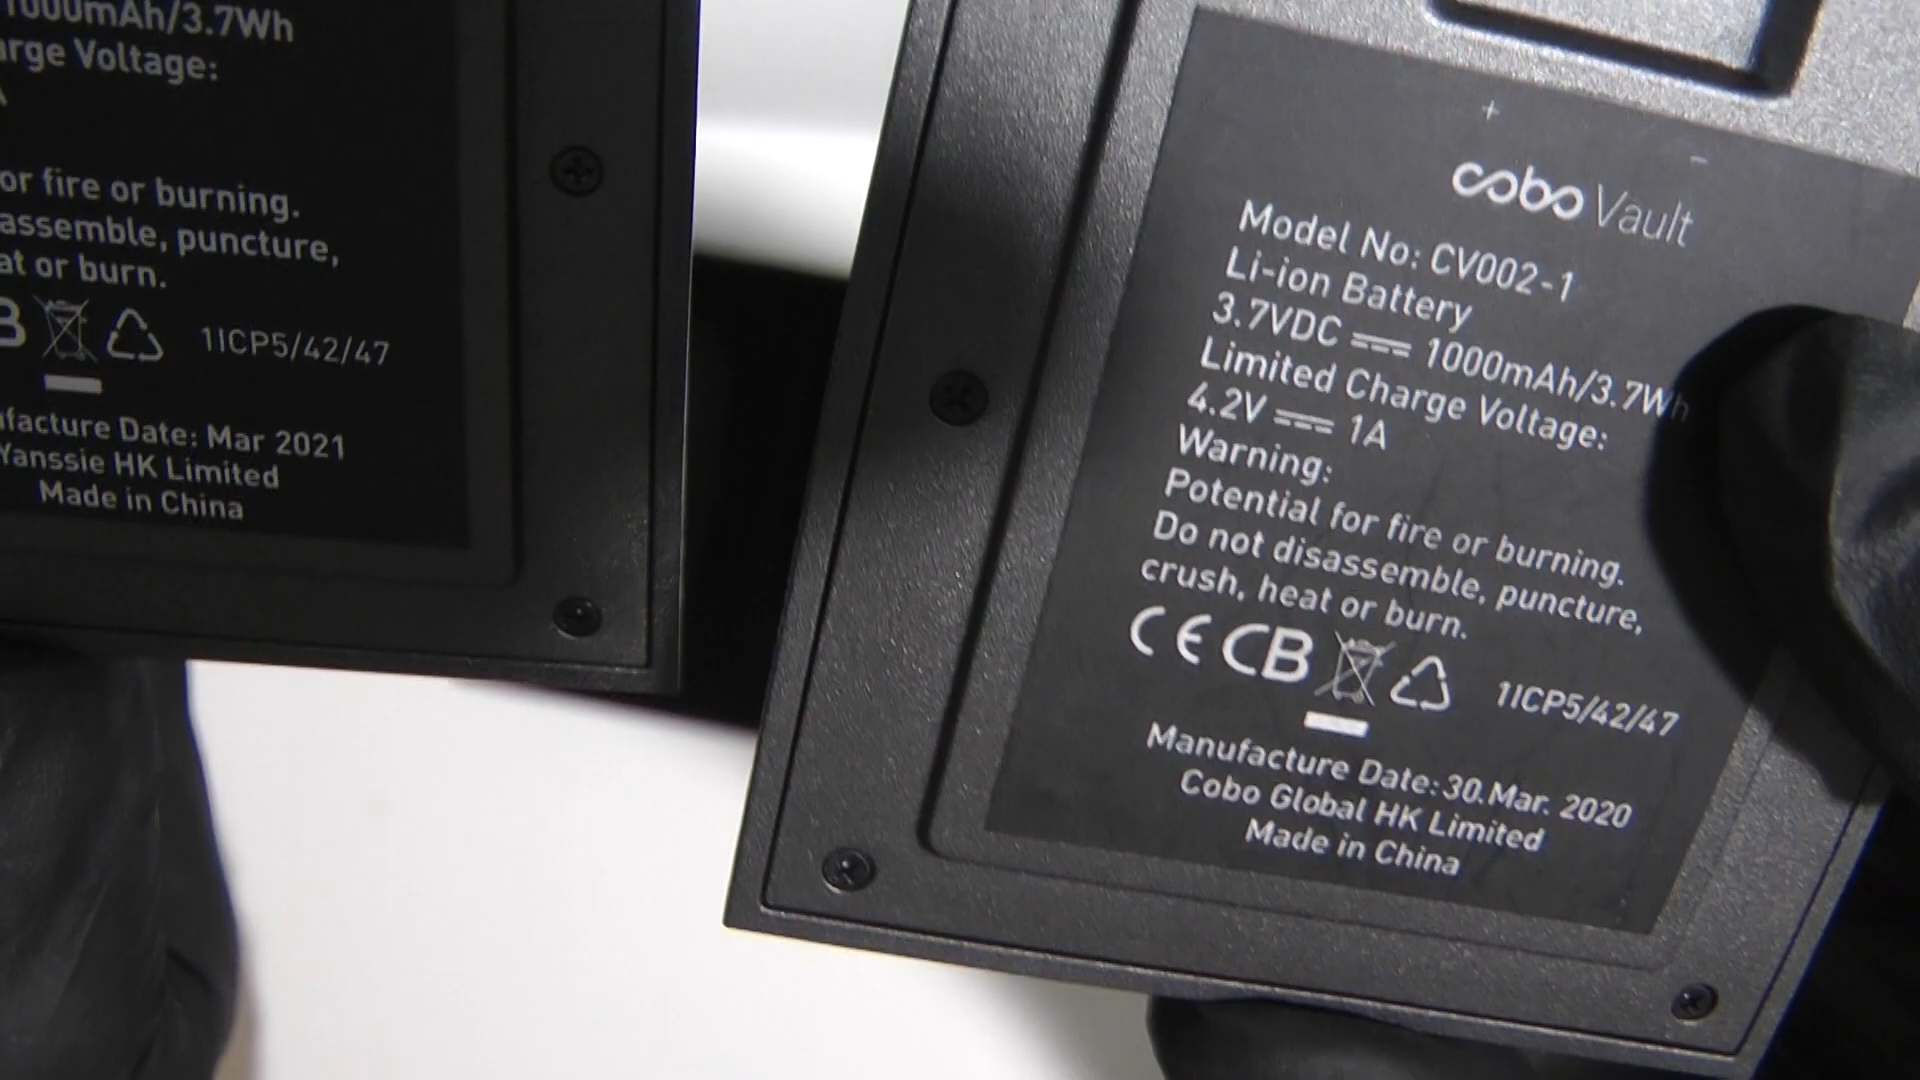 1000mAh/3.7Wh
Voltage:
or fire or burning.
assemble, puncture,
or burn.
1ICP5/42/47
Date: Mar 2021
Yanssie HK Limited
Made in China
+
–
cobo Vault
Model No: CV002-1
Li-ion Battery
3.7VDC ⎓ 1000mAh/3.7Wh
Limited Charge Voltage:
4.2V ⎓ 1A
Warning:
Potential for fire or burning.
Do not disassemble, puncture,
crush, heat or burn.
CE CB 1ICP5/42/47
Manufacture Date:30.Mar. 2020
Cobo Global HK Limited
Made in China